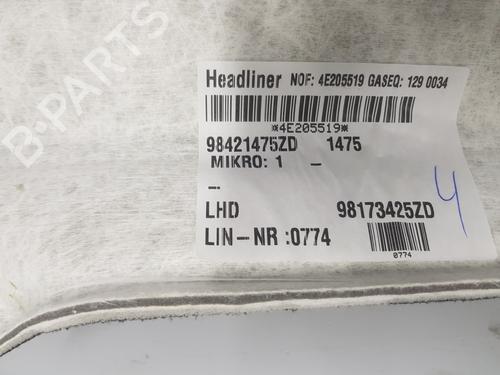 B-PARTS
Headliner NOF: 4E205519 GASEQ: 129 0034
*4E205519*
98421475ZD 1475
MIKRO: 1 –
–
LHD 98173425ZD
LIN-NR :0774
0774
4